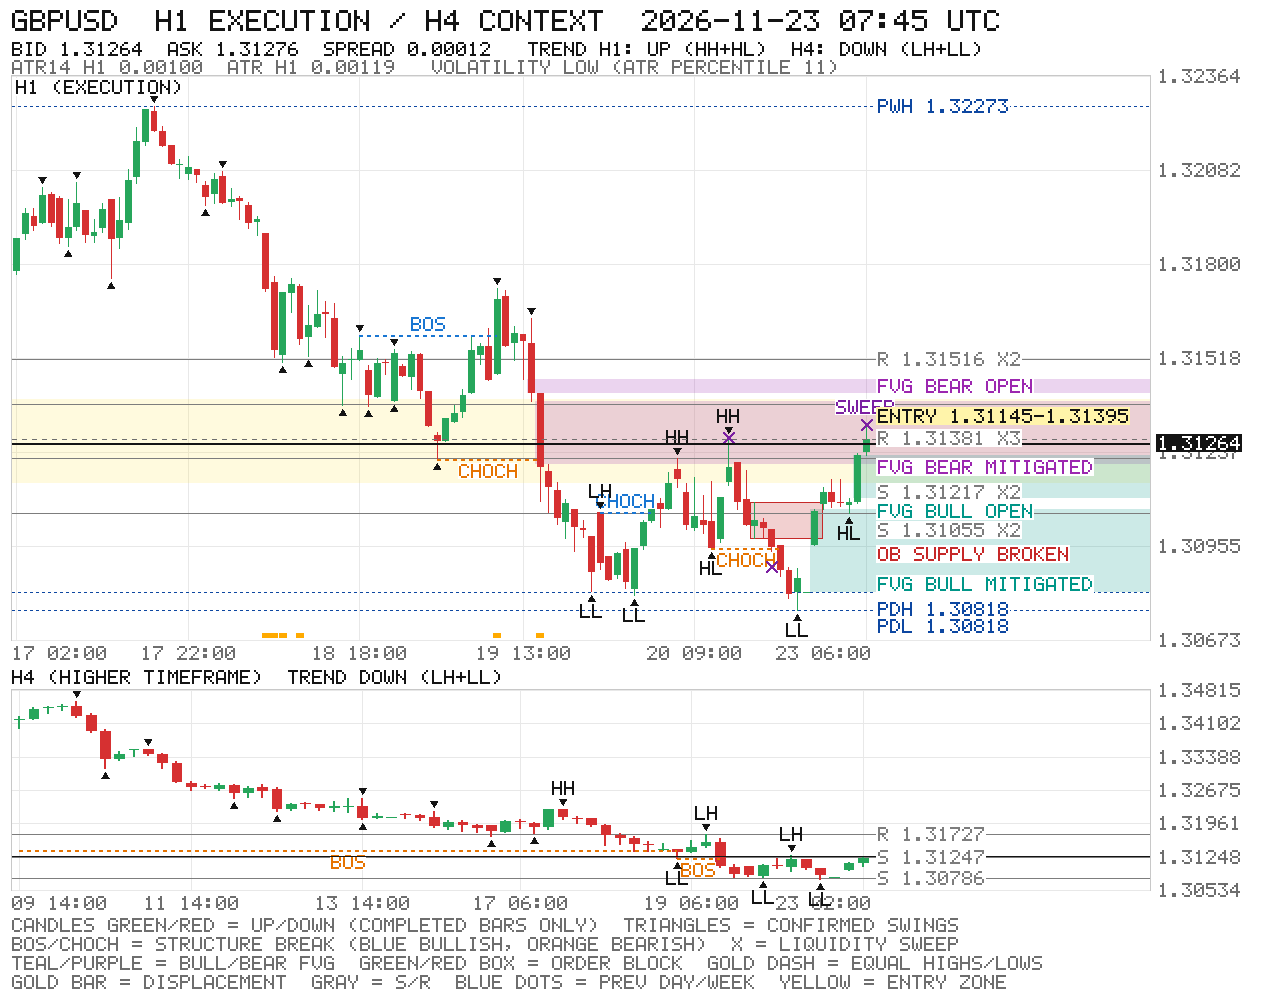 GBPUSD  H1 EXECUTION / H4 CONTEXT  2026-11-23 07:45 UTC
BID 1.31264  ASK 1.31276  SPREAD 0.00012  TREND H1: UP (HH+HL)  H4: DOWN (LH+LL)
ATR14 H1 0.00100  ATR H1 0.00119  VOLATILITY LOW (ATR PERCENTILE 11)
H1 (EXECUTION)
1.32364
PWH 1.32273
1.32082
1.31800
BOS
R 1.31516 X2
1.31518
FVG BEAR OPEN
SWEEP
ENTRY 1.31145-1.31395
HH
HH
R 1.31381 X3
1.31264
1.31237
CHOCH
FVG BEAR MITIGATED
LH
CHOCH
S 1.31217 X2
FVG BULL OPEN
S 1.31055 X2
HL
1.30955
HL
CHOCH
OB SUPPLY BROKEN
FVG BULL MITIGATED
LL
LL
LL
PDH 1.30818
PDL 1.30818
1.30673
17 02:00  17 22:00  18 18:00  19 13:00  20 09:00  23 06:00
H4 (HIGHER TIMEFRAME)  TREND DOWN (LH+LL)
1.34815
1.34102
1.33388
1.32675
HH
LH
LH
1.31961
R 1.31727
BOS
BOS
S 1.31247
1.31248
LL
LL
LL
S 1.30786
1.30534
09 14:00  11 14:00  13 14:00  17 06:00  19 06:00  23 02:00
CANDLES GREEN/RED = UP/DOWN (COMPLETED BARS ONLY)  TRIANGLES = CONFIRMED SWINGS
BOS/CHOCH = STRUCTURE BREAK (BLUE BULLISH, ORANGE BEARISH)  X = LIQUIDITY SWEEP
TEAL/PURPLE = BULL/BEAR FVG  GREEN/RED BOX = ORDER BLOCK  GOLD DASH = EQUAL HIGHS/LOWS
GOLD BAR = DISPLACEMENT  GRAY = S/R  BLUE DOTS = PREV DAY/WEEK  YELLOW = ENTRY ZONE